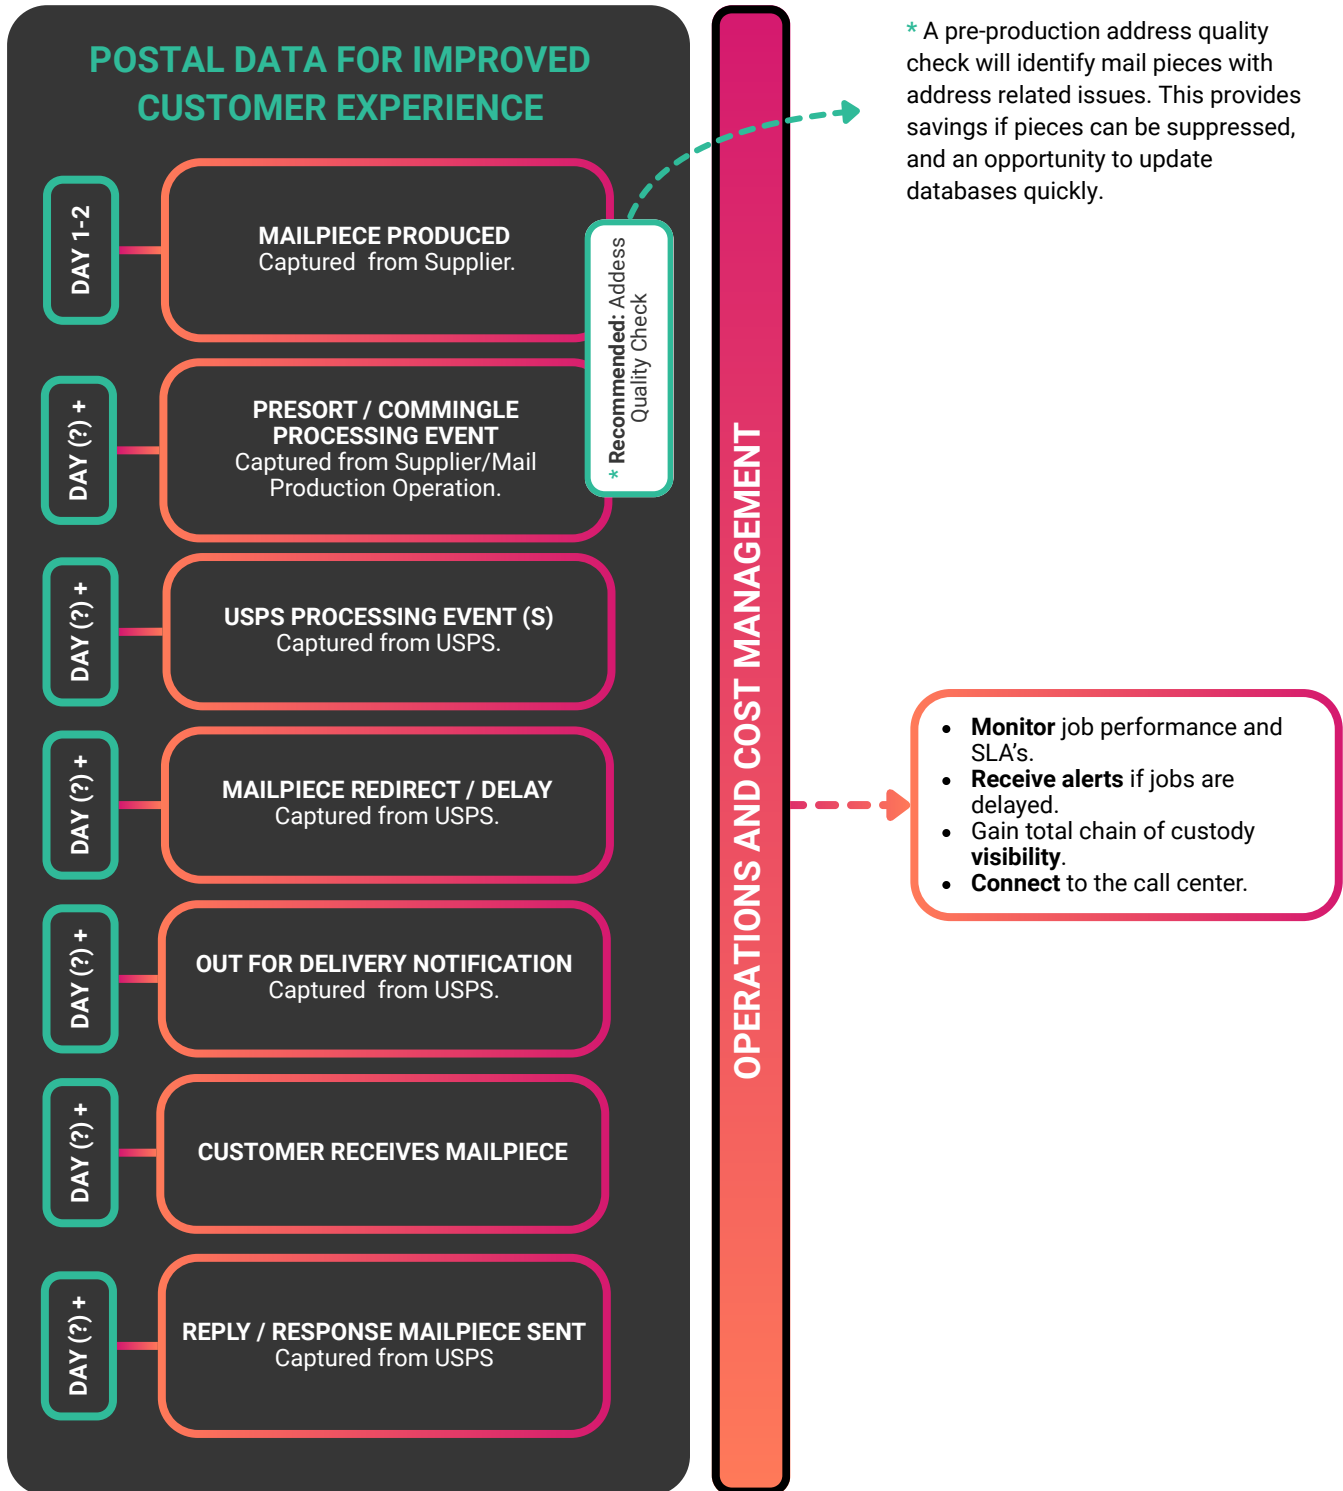 POSTAL DATA FOR IMPROVED
CUSTOMER EXPERIENCE
DAY 1-2
MAILPIECE PRODUCED
Captured  from Supplier.
* Recommended: Addess
Quality Check
DAY (?) +
PRESORT / COMMINGLE
PROCESSING EVENT
Captured from Supplier/Mail
Production Operation.
DAY (?) +
USPS PROCESSING EVENT (S)
Captured from USPS.
DAY (?) +
MAILPIECE REDIRECT / DELAY
Captured from USPS.
DAY (?) +
OUT FOR DELIVERY NOTIFICATION
Captured  from USPS.
DAY (?) +
CUSTOMER RECEIVES MAILPIECE
DAY (?) +
REPLY / RESPONSE MAILPIECE SENT
Captured from USPS
OPERATIONS AND COST MANAGEMENT
* A pre-production address quality
check will identify mail pieces with
address related issues. This provides
savings if pieces can be suppressed,
and an opportunity to update
databases quickly.
• Monitor job performance and
SLA's.
• Receive alerts if jobs are
delayed.
• Gain total chain of custody
visibility.
• Connect to the call center.